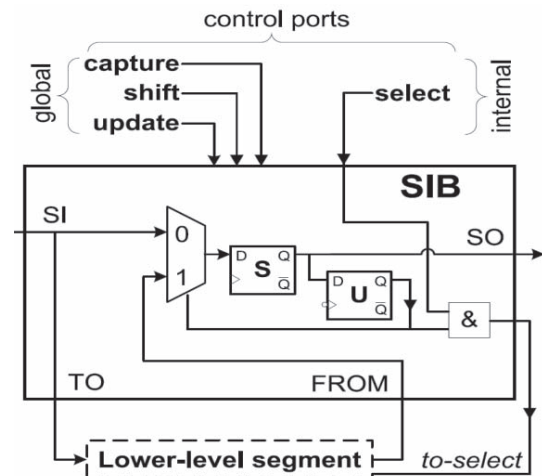 control ports
global
capture
shift
update
select
internal
SIB
SI
0
1
D Q
S
Q̅
SO
D Q
U
Q̅
&
TO
FROM
Lower-level segment
to-select